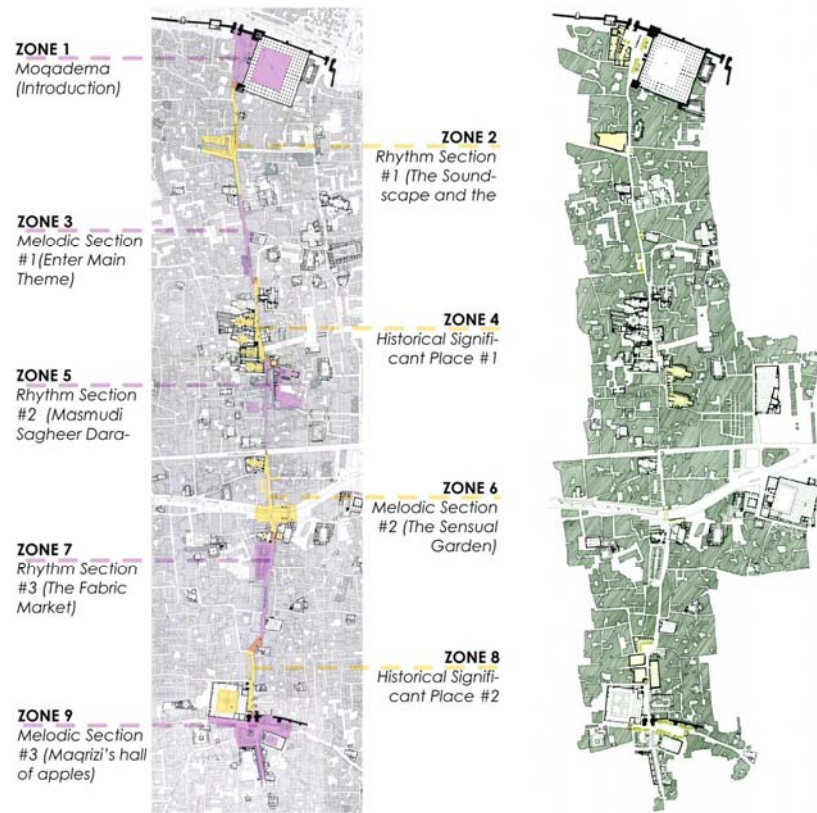 ZONE 1
Moqadema
(Introduction)
ZONE 2
Rhythm Section
#1 (The Sound-
scape and the
ZONE 3
Melodic Section
#1(Enter Main
Theme)
ZONE 4
Historical Signifi-
cant Place #1
ZONE 5
Rhythm Section
#2 (Masmudi
Sagheer Dara-
ZONE 6
Melodic Section
#2 (The Sensual
Garden)
ZONE 7
Rhythm Section
#3 (The Fabric
Market)
ZONE 8
Historical Signifi-
cant Place #2
ZONE 9
Melodic Section
#3 (Maqrizi's hall
of apples)